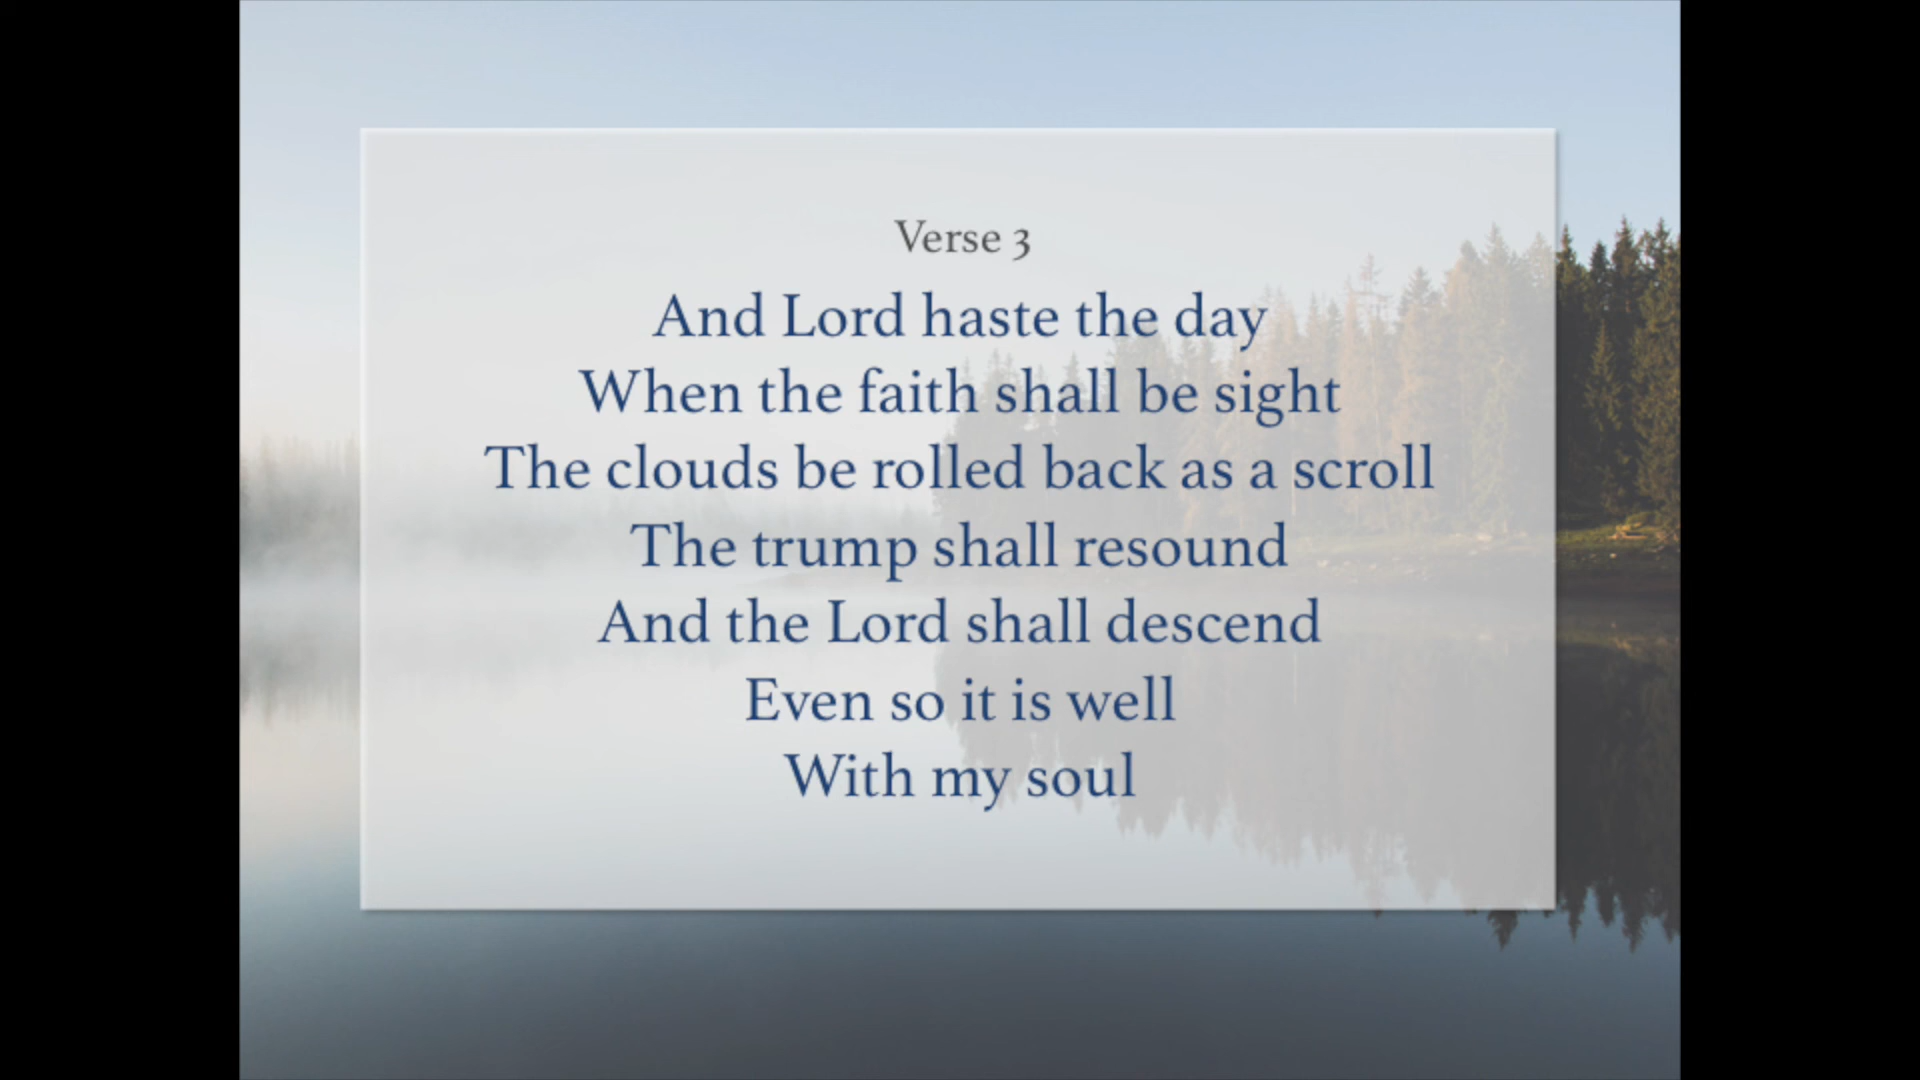 Verse 3
And Lord haste the day
When the faith shall be sight
The clouds be rolled back as a scroll
The trump shall resound
And the Lord shall descend
Even so it is well
With my soul